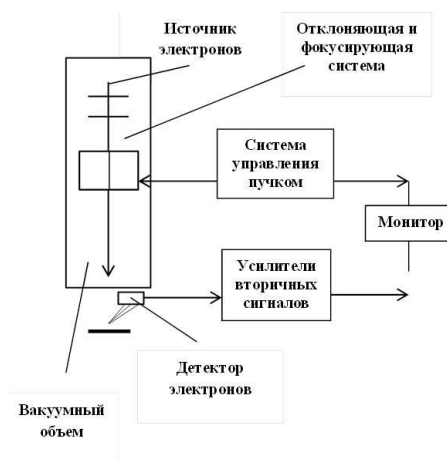 Источник
электронов
Отклоняющая и
фокусирующая
система
Система
управления
пучком
Монитор
Усилители
вторичных
сигналов
Детектор
электронов
Вакуумный
объем